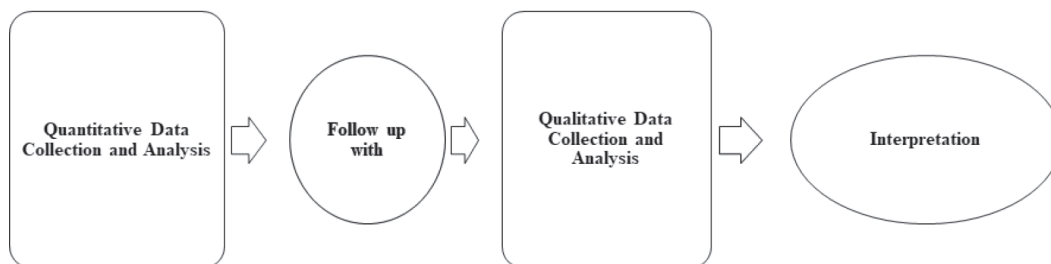 Quantitative Data
Collection and Analysis
Follow up
with
Qualitative Data
Collection and
Analysis
Interpretation